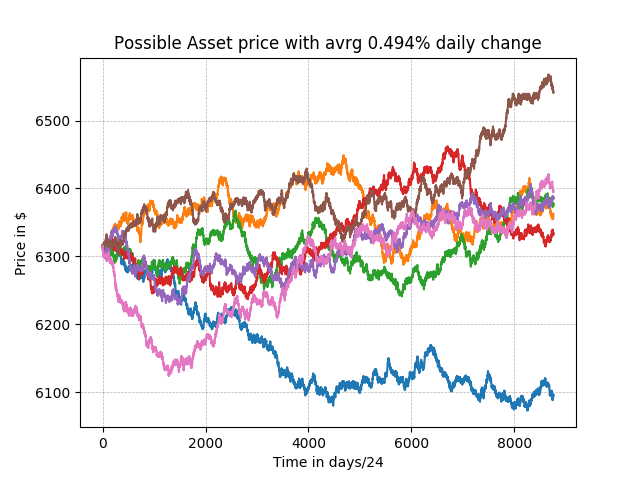 Possible Asset price with avrg 0.494% daily change
Price in $
6500
6400
6300
6200
6100
0 2000 4000 6000 8000
Time in days/24